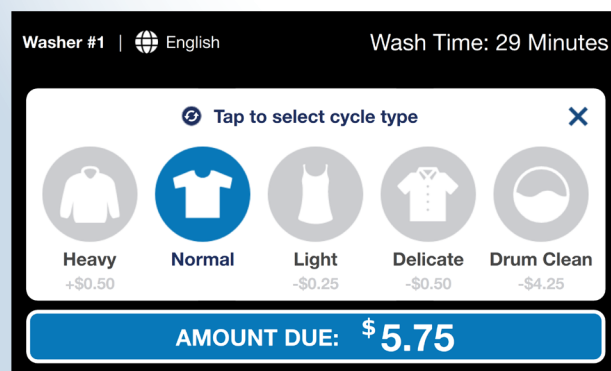 Washer #1 | English Wash Time: 29 Minutes
Tap to select cycle type
Heavy Normal Light Delicate Drum Clean
+$0.50 -$0.25 -$0.50 -$4.25
AMOUNT DUE: $5.75